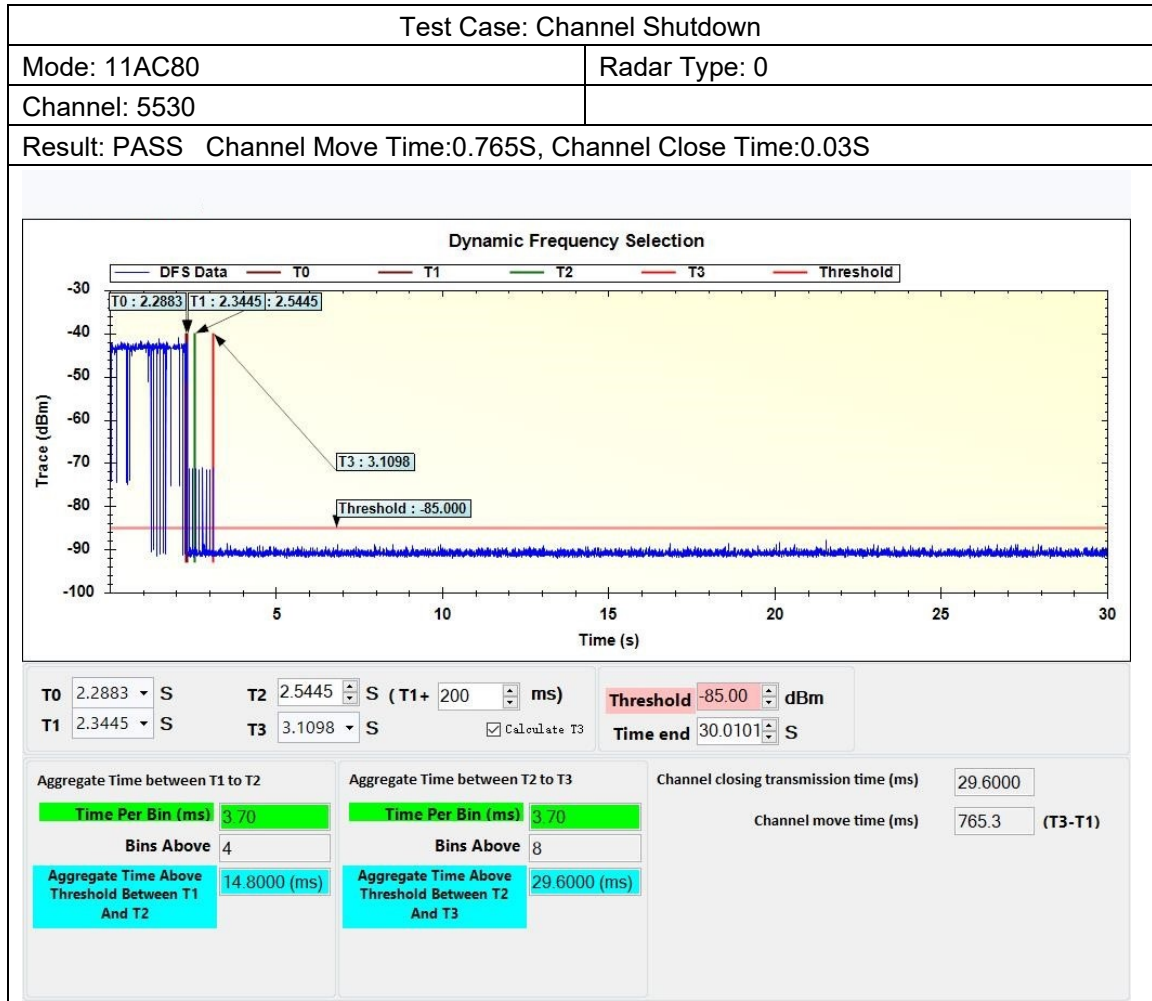 Test Case: Channel Shutdown
Mode: 11AC80 Radar Type: 0
Channel: 5530
Result: PASS Channel Move Time:0.765S, Channel Close Time:0.03S
Dynamic Frequency Selection
DFS Data T0 T1 T2 T3 Threshold
T0 : 2.2883 T1 : 2.3445 : 2.5445
T3 : 3.1098
Threshold : -85.000
Trace (dBm)
-30
-40
-50
-60
-70
-80
-90
-100
5 10 15 20 25 30
Time (s)
T0 2.2883 S T2 2.5445 S ( T1+ 200 ms) Threshold -85.00 dBm
T1 2.3445 S T3 3.1098 S Calculate T3 Time end 30.0101 S
Aggregate Time between T1 to T2 Aggregate Time between T2 to T3 Channel closing transmission time (ms) 29.6000
Time Per Bin (ms) 3.70 Time Per Bin (ms) 3.70 Channel move time (ms) 765.3 (T3-T1)
Bins Above 4 Bins Above 8
Aggregate Time Above Threshold Between T1 And T2 14.8000 (ms) Aggregate Time Above Threshold Between T2 And T3 29.6000 (ms)